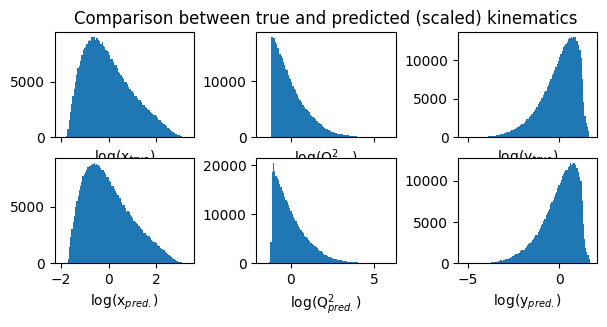 Comparison between true and predicted (scaled) kinematics
5000
0
10000
0
10000
5000
0
log(x_true)
log(Q²
log(y_true)
5000
0
20000
10000
0
10000
5000
0
-2 0 2
0 5
-5 0
log(x_pred.)
log(Q²_pred.)
log(y_pred.)